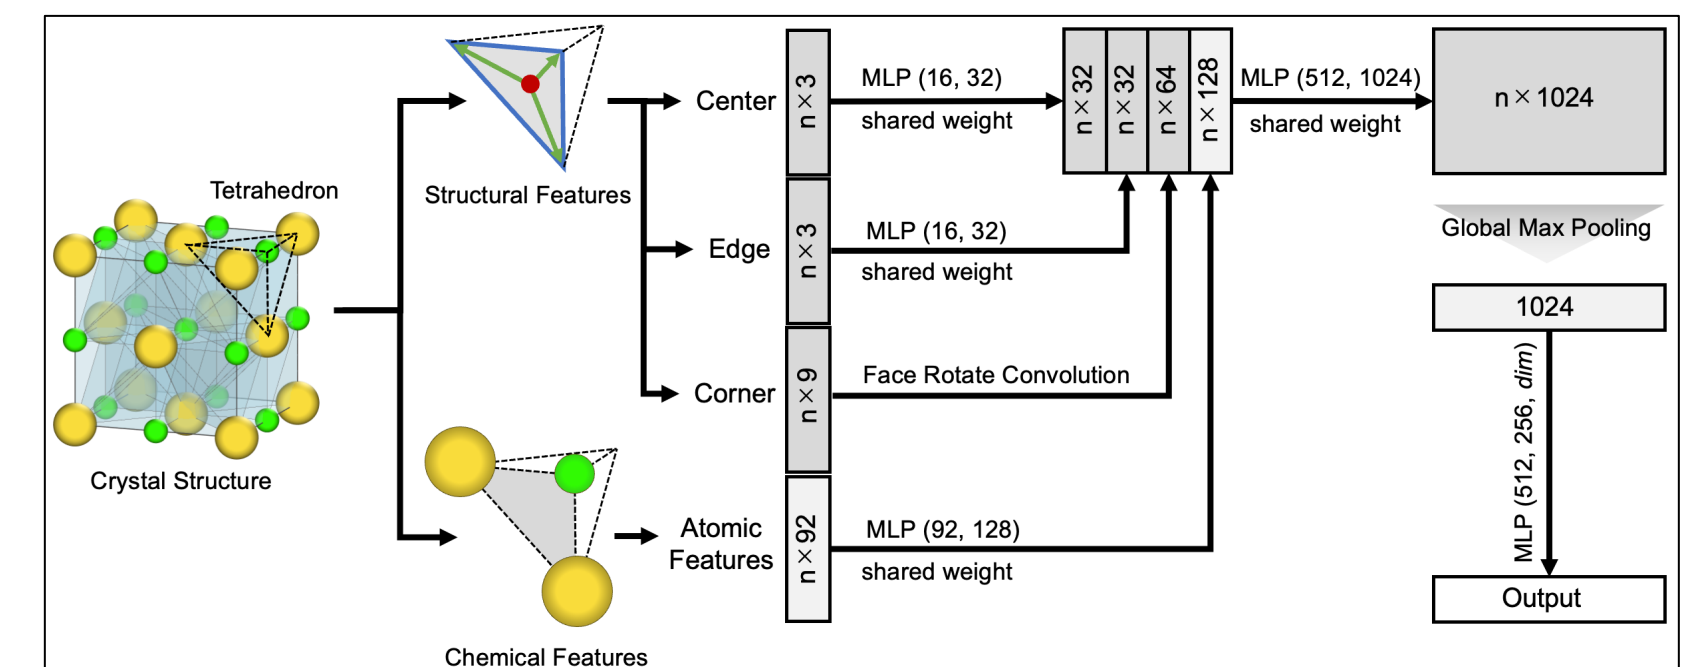 Tetrahedron
Crystal Structure
Structural Features
Chemical Features
Center
Edge
Corner
Atomic
Features
n×3
n×3
n×9
n×92
MLP (16, 32)
shared weight
MLP (16, 32)
shared weight
Face Rotate Convolution
MLP (92, 128)
shared weight
n×32
n×32
n×64
n×128
MLP (512, 1024)
shared weight
n×1024
Global Max Pooling
1024
MLP (512, 256, dim)
Output